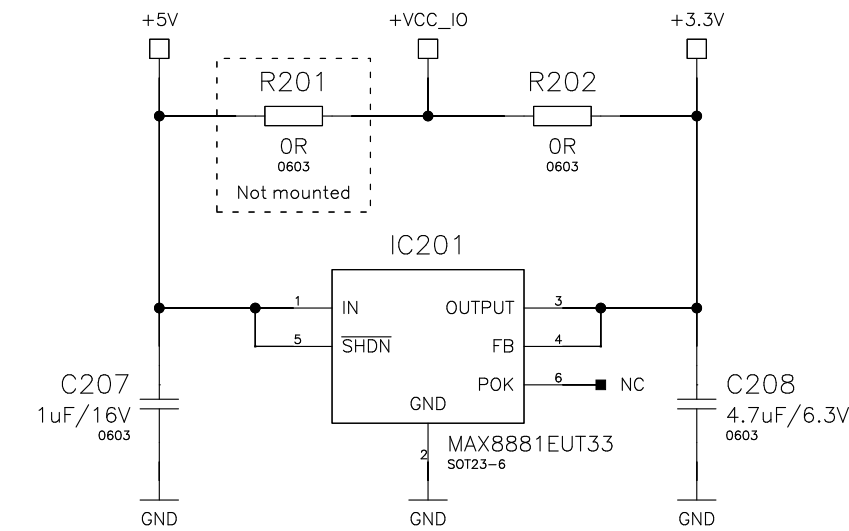 +5V
+VCC_IO
+3.3V
R201
0R
0603
Not mounted
R202
0R
0603
IC201
1
IN
OUTPUT
3
5
SHDN
FB
4
POK
6
NC
GND
2
MAX8881EUT33
SOT23-6
C207
1uF/16V
0603
C208
4.7uF/6.3V
0603
GND
GND
GND